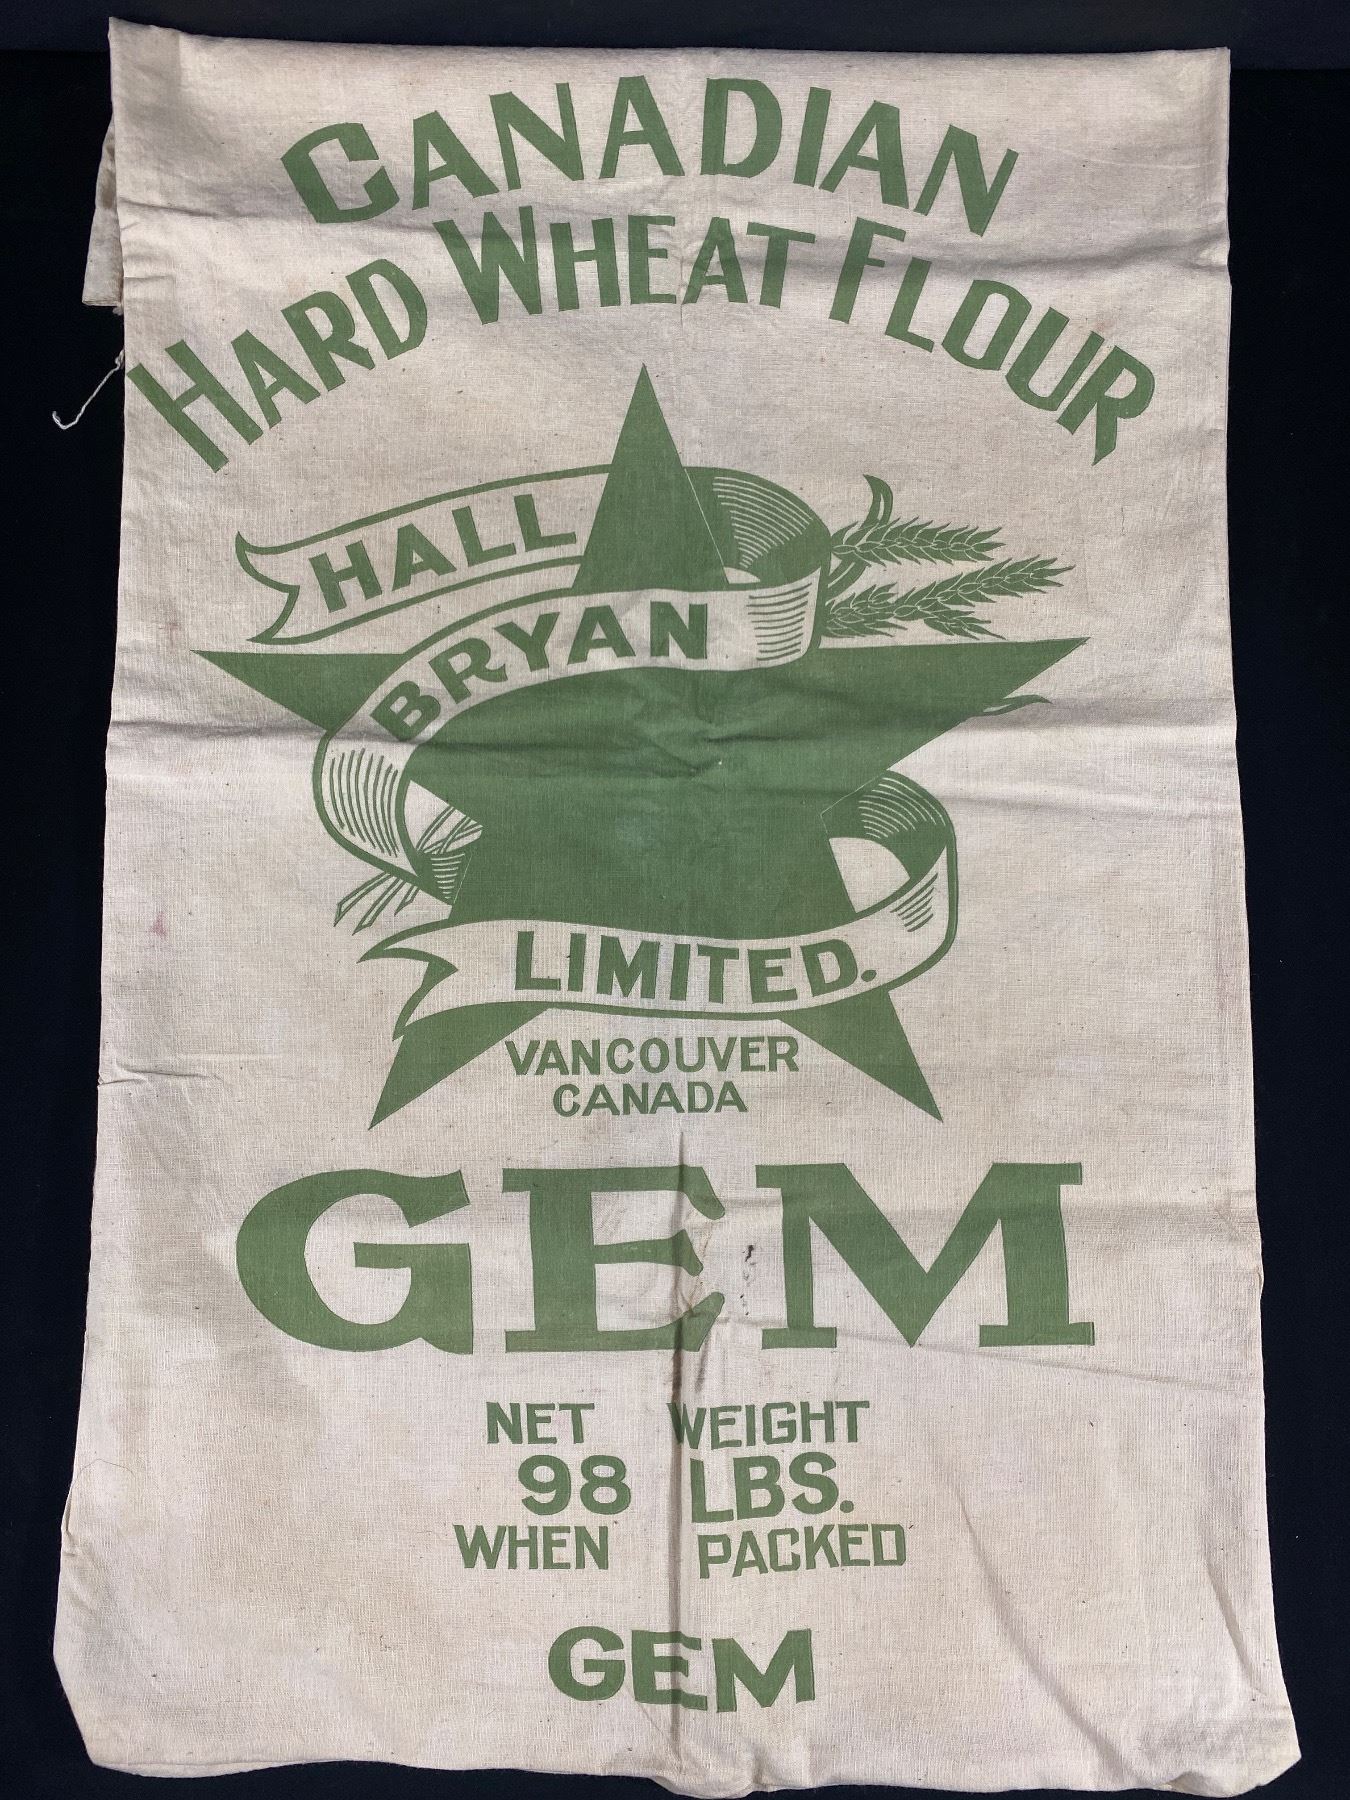 CANADIAN
HARD WHEAT FLOUR
HALL
BRYAN
LIMITED.
VANCOUVER
CANADA
GEM
NET WEIGHT
98 LBS.
WHEN PACKED
GEM